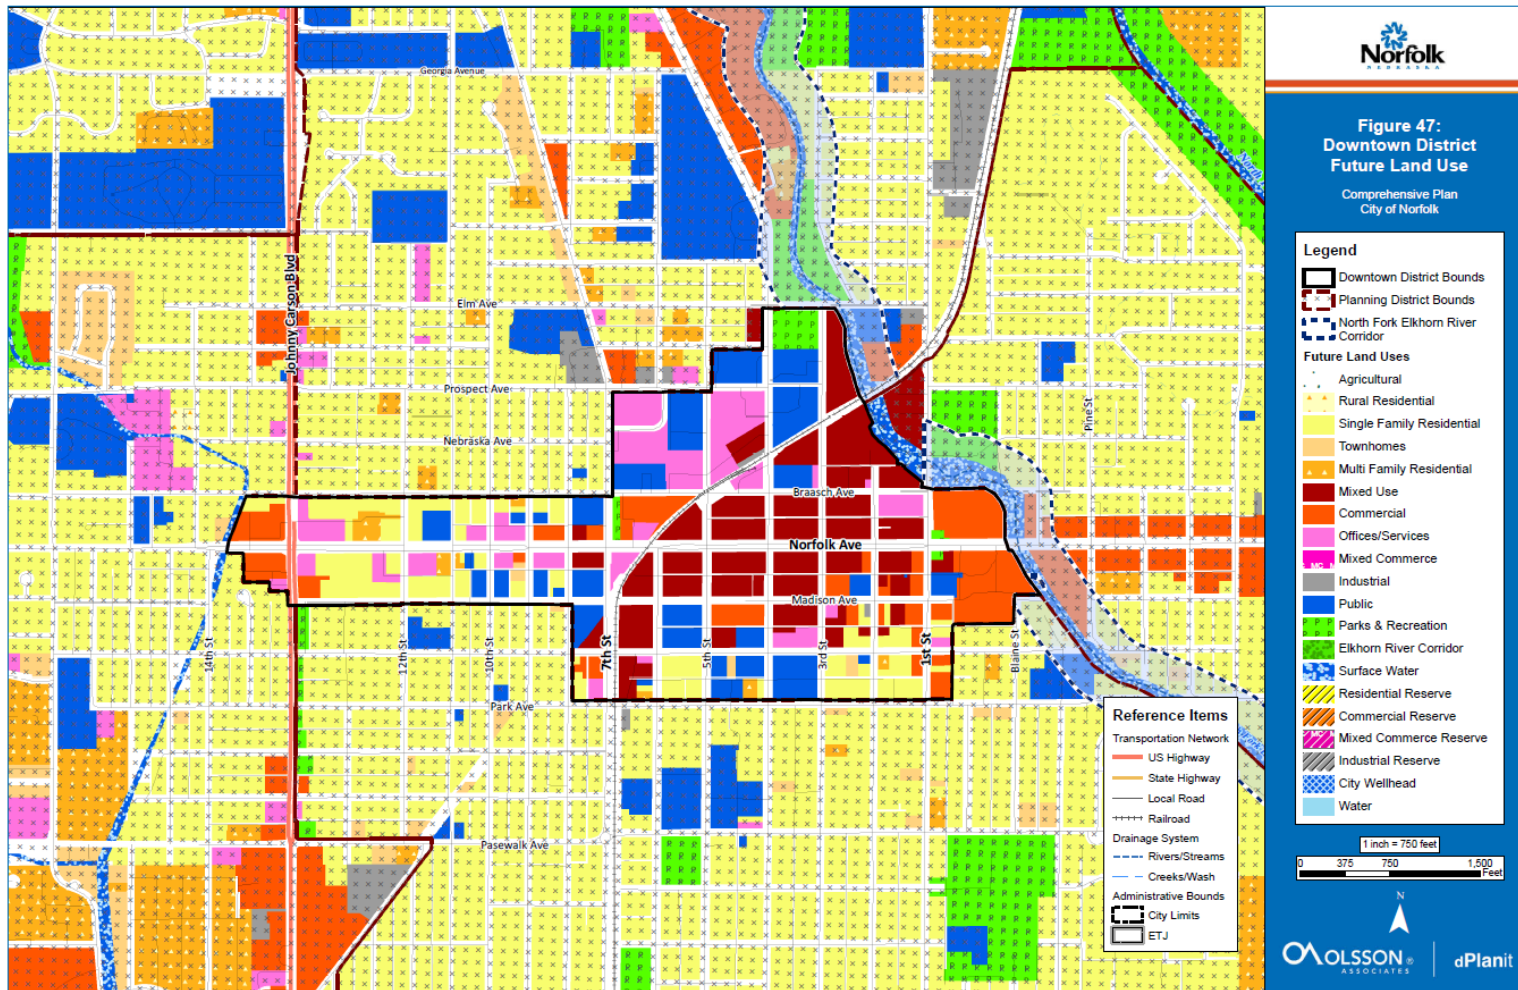 Georgia Avenue
Johnny Carson Blvd
Elm Ave
Prospect Ave
Nebraska Ave
Pine St
Braasch Ave
Norfolk Ave
Madison Ave
14th St
12th St
10th St
7th St
5th St
3rd St
1st St
Blaine St
Park Ave
Pasewalk Ave
North
Reference Items
Transportation Network
US Highway
State Highway
Local Road
Railroad
Drainage System
Rivers/Streams
Creeks/Wash
Administrative Bounds
City Limits
ETJ
Norfolk
NEBRASKA
Figure 47:
Downtown District
Future Land Use
Comprehensive Plan
City of Norfolk
Legend
Downtown District Bounds
Planning District Bounds
North Fork Elkhorn River
Corridor
Future Land Uses
Agricultural
Rural Residential
Single Family Residential
Townhomes
Multi Family Residential
Mixed Use
Commercial
Offices/Services
MC Mixed Commerce
Industrial
Public
Parks & Recreation
Elkhorn River Corridor
Surface Water
Residential Reserve
Commercial Reserve
MC Mixed Commerce Reserve
Industrial Reserve
City Wellhead
Water
1 inch = 750 feet
0 375 750 1,500
Feet
N
OLSSON ®
ASSOCIATES
dPlanit